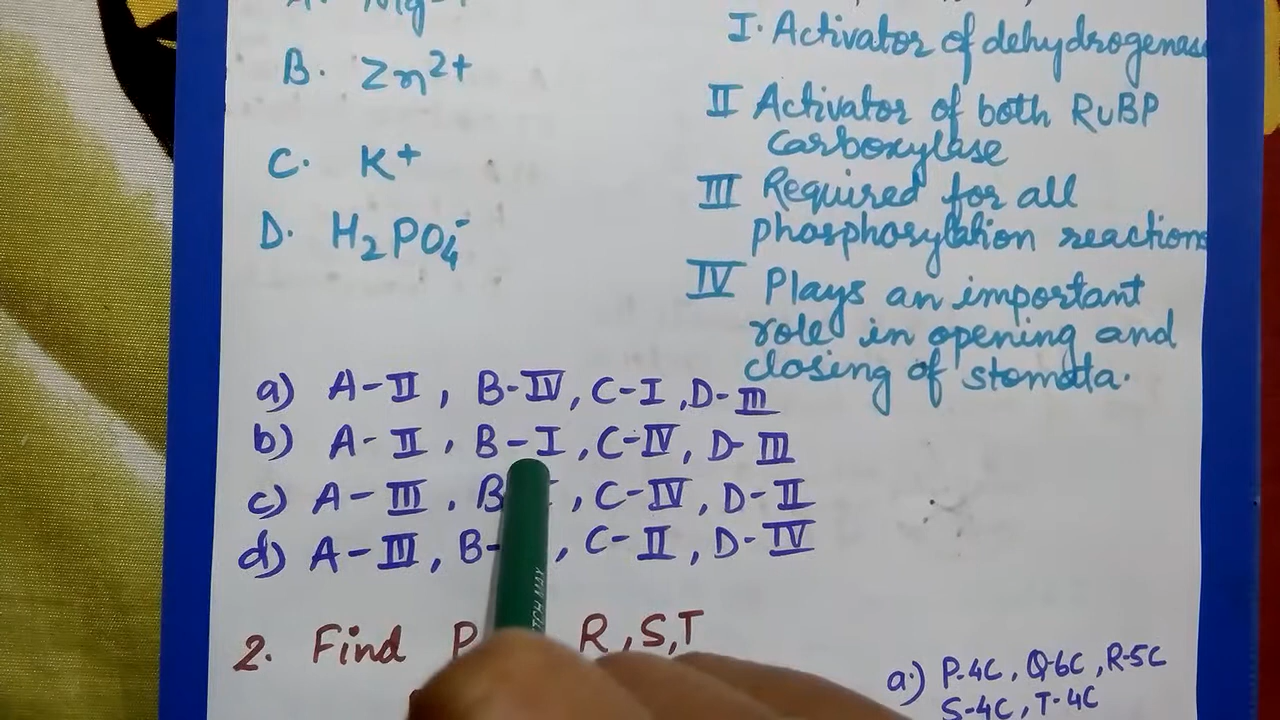 I. Activator of dehydrogenase
B. Zn2+
II Activator of both RuBP
carboxylase
C. K+
III Required for all
phosphorylation reactions
D. H2PO4-
IV Plays an important
role in opening and
closing of stomata.
a) A-II, B-IV, C-I, D-III
b) A-II, B-I, C-IV, D-III
c) A-III, B, C-IV, D-II
d) A-III, B-, C-II, D-IV
2. Find P R, S, T
a.) P-4C, Q-6C, R-5C
S-4C, T-4C